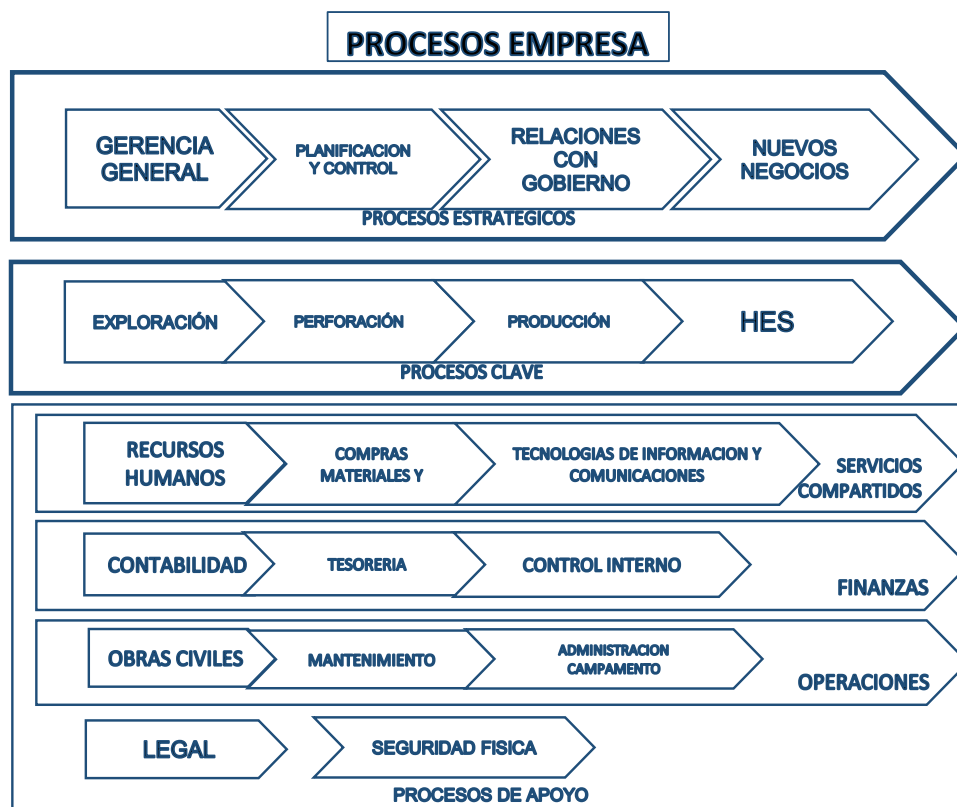 PROCESOS EMPRESA
GERENCIA
GENERAL
PLANIFICACION
Y CONTROL
RELACIONES
CON
GOBIERNO
NUEVOS
NEGOCIOS
PROCESOS ESTRATEGICOS
EXPLORACIÓN
PERFORACIÓN
PRODUCCIÓN
HES
PROCESOS CLAVE
RECURSOS
HUMANOS
COMPRAS
MATERIALES Y
TECNOLOGIAS DE INFORMACION Y
COMUNICACIONES
SERVICIOS
COMPARTIDOS
CONTABILIDAD
TESORERIA
CONTROL INTERNO
FINANZAS
OBRAS CIVILES
MANTENIMIENTO
ADMINISTRACION
CAMPAMENTO
OPERACIONES
LEGAL
SEGURIDAD FISICA
PROCESOS DE APOYO